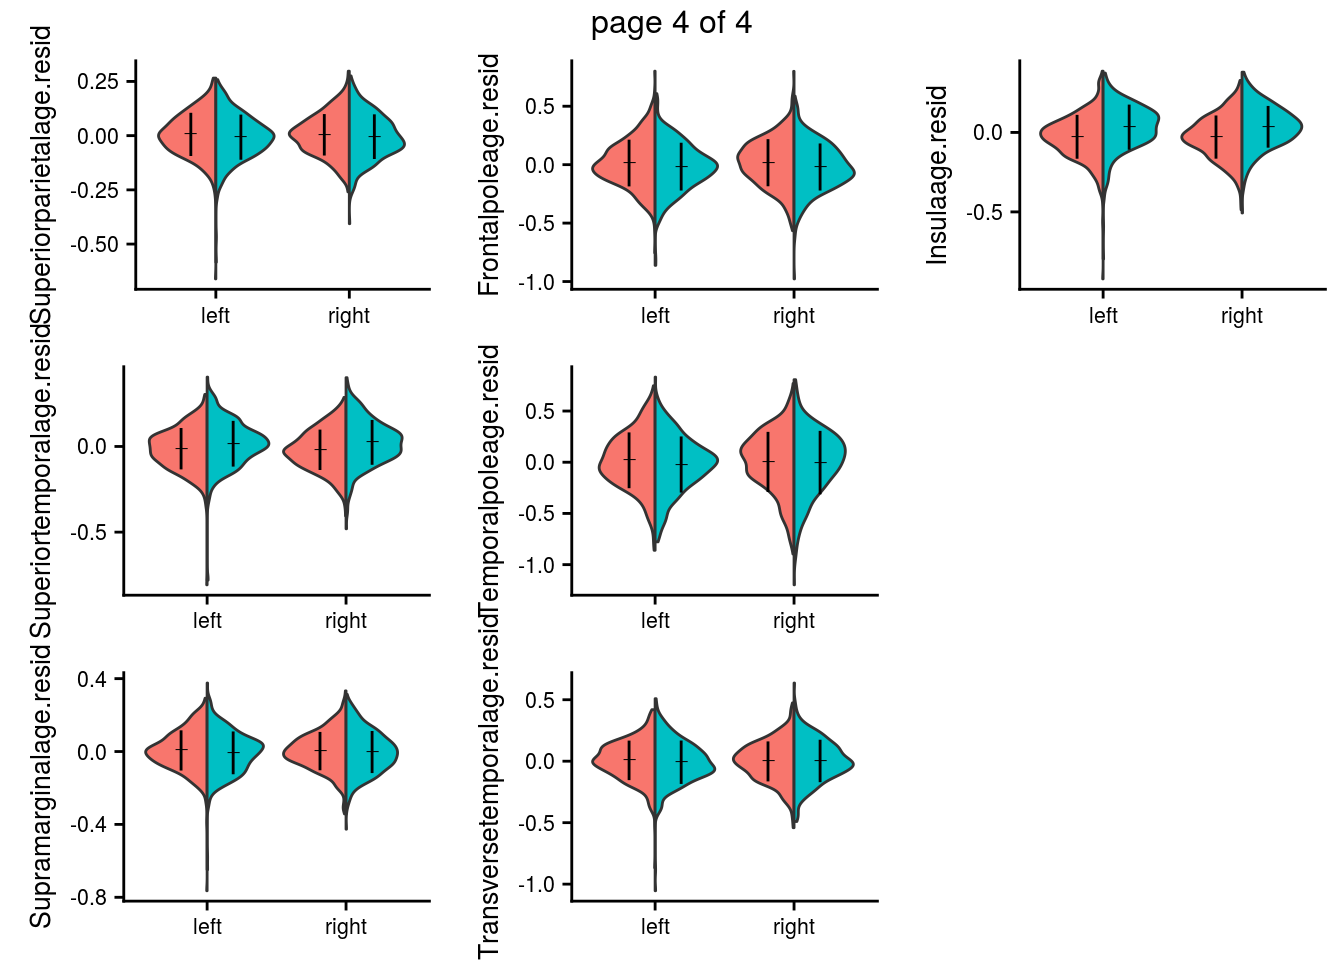 page 4 of 4
Superiorparietalage.resid
0.25
0.00
-0.25
-0.50
left right
Frontalpoleage.resid
0.5
0.0
-0.5
-1.0
left right
Insulaage.resid
0.0
-0.5
left right
Superiortemporalage.resid
0.0
-0.5
left right
Temporalpoleage.resid
0.5
0.0
-0.5
-1.0
left right
Supramarginalage.resid
0.4
0.0
-0.4
-0.8
left right
Transversetemporalage.resid
0.5
0.0
-0.5
-1.0
left right